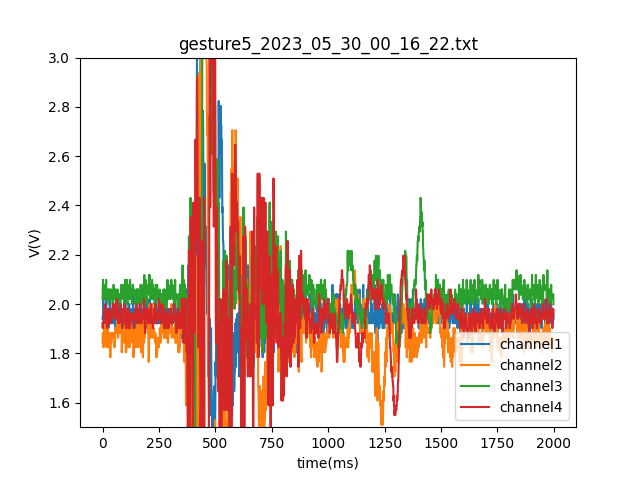 gesture5_2023_05_30_00_16_22.txt
V(V)
3.0
2.8
2.6
2.4
2.2
2.0
1.8
1.6
channel1
channel2
channel3
channel4
0 250 500 750 1000 1250 1500 1750 2000
time(ms)